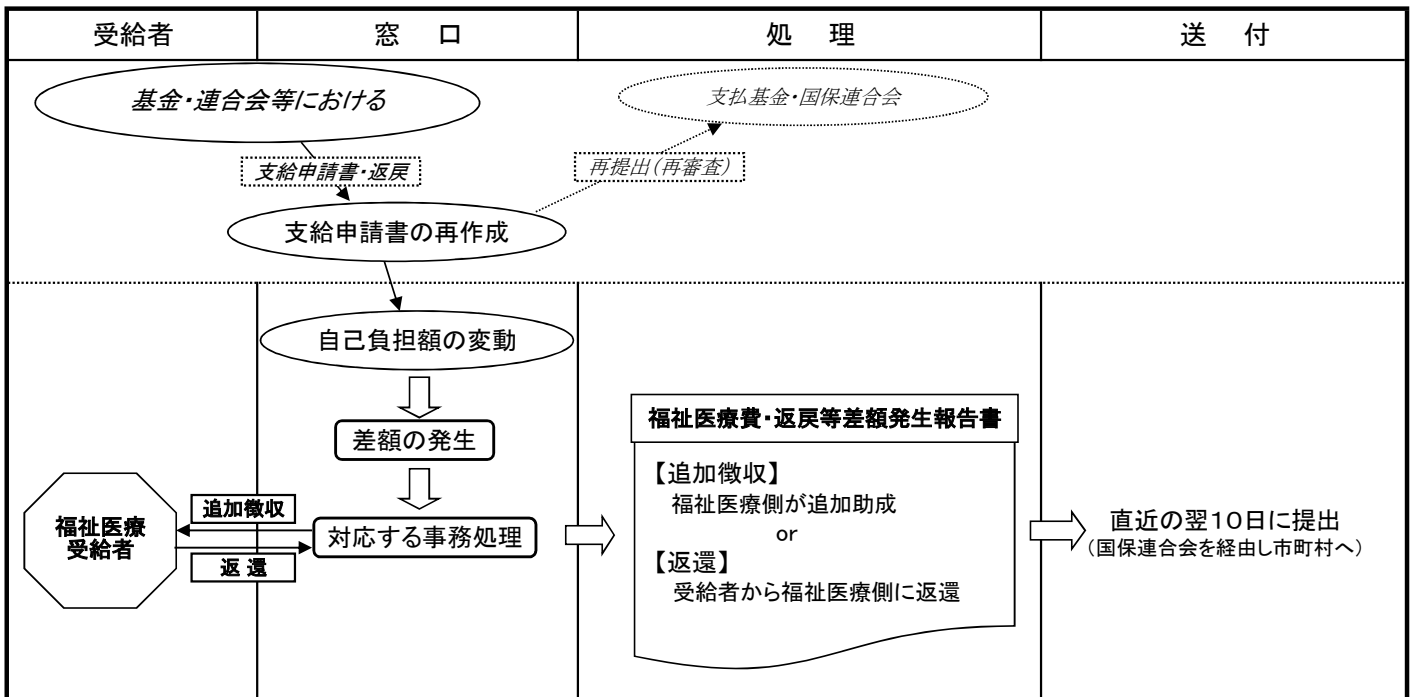 受給者
窓 口
処 理
送 付
基金・連合会等における
支払基金・国保連合会
支給申請書・返戻
再提出(再審査)
支給申請書の再作成
自己負担額の変動
差額の発生
福祉医療
受給者
追加徴収
返 還
対応する事務処理
福祉医療費・返戻等差額発生報告書
【追加徴収】
福祉医療側が追加助成
or
【返還】
受給者から福祉医療側に返還
直近の翌10日に提出
(国保連合会を経由し市町村へ)